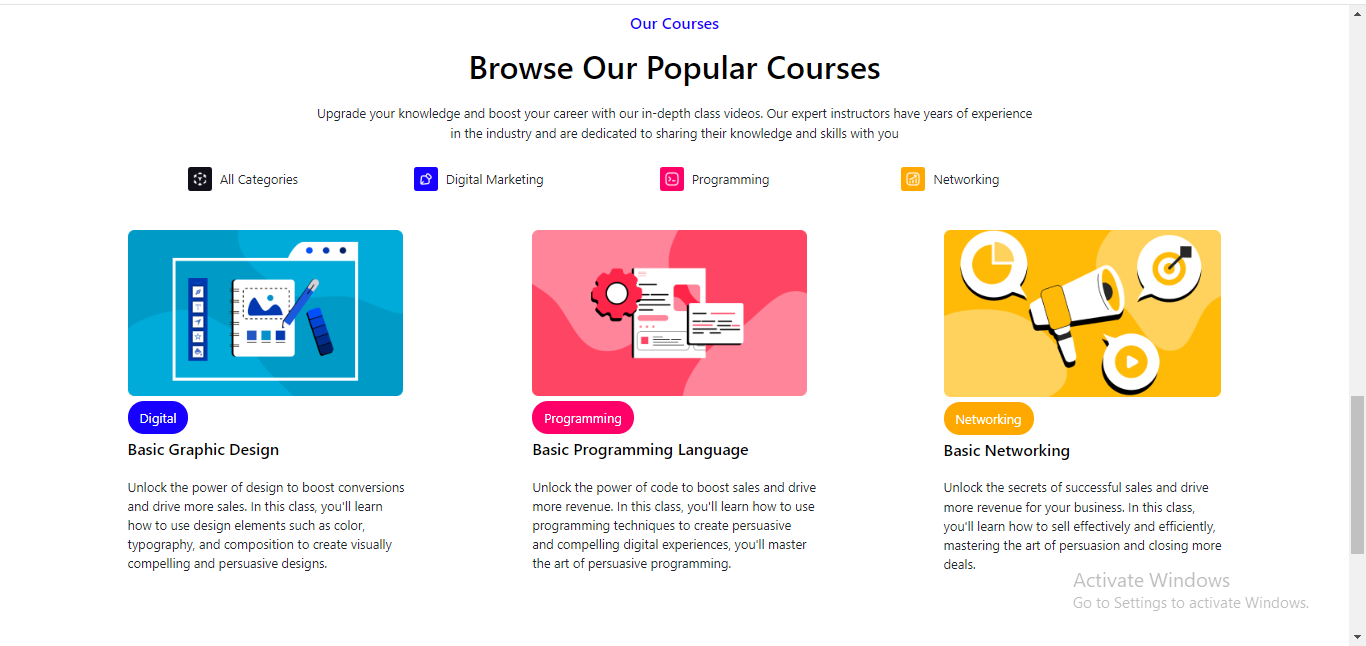 Our Courses
Browse Our Popular Courses
Upgrade your knowledge and boost your career with our in-depth class videos. Our expert instructors have years of experience
in the industry and are dedicated to sharing their knowledge and skills with you
All Categories
Digital Marketing
Programming
Networking
Digital
Basic Graphic Design
Unlock the power of design to boost conversions
and drive more sales. In this class, you'll learn
how to use design elements such as color,
typography, and composition to create visually
compelling and persuasive designs.
Programming
Basic Programming Language
Unlock the power of code to boost sales and drive
more revenue. In this class, you'll learn how to use
programming techniques to create persuasive
and compelling digital experiences, you'll master
the art of persuasive programming.
Networking
Basic Networking
Unlock the secrets of successful sales and drive
more revenue for your business. In this class,
you'll learn how to sell effectively and efficiently,
mastering the art of persuasion and closing more
deals.
Activate Windows
Go to Settings to activate Windows.